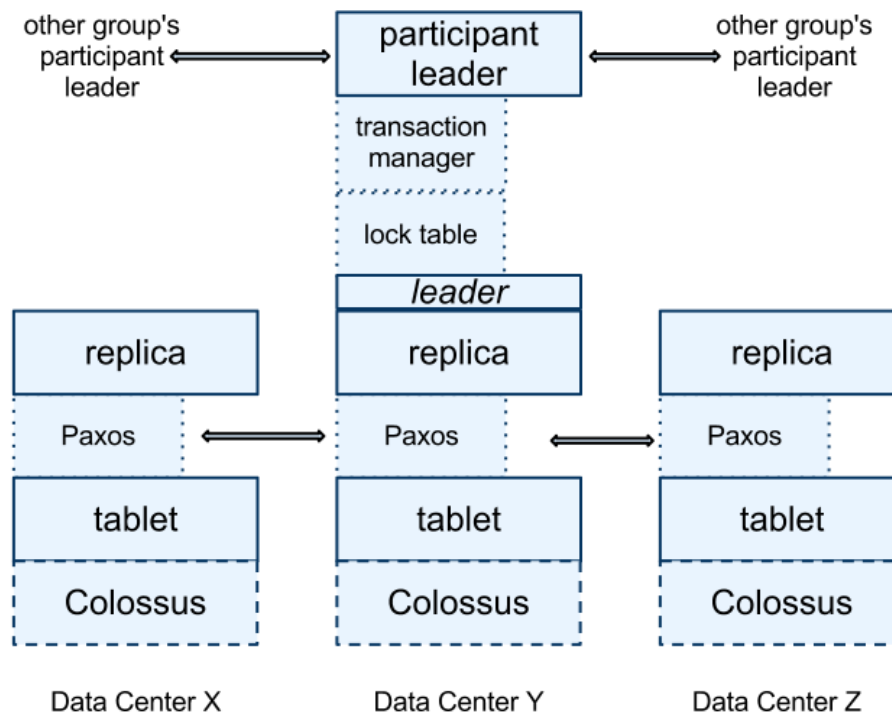 other group's
participant
leader
participant
leader
other group's
participant
leader
transaction
manager
lock table
leader
replica
replica
replica
Paxos
Paxos
Paxos
tablet
tablet
tablet
Colossus
Colossus
Colossus
Data Center X
Data Center Y
Data Center Z